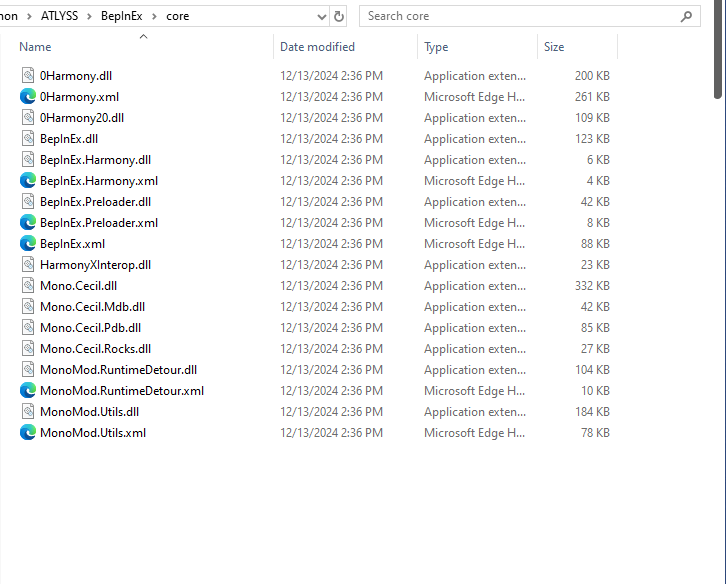 non > ATLYSS > BepInEx > core
Search core
Name Date modified Type Size
0Harmony.dll 12/13/2024 2:36 PM Application exten... 200 KB
0Harmony.xml 12/13/2024 2:36 PM Microsoft Edge H... 261 KB
0Harmony20.dll 12/13/2024 2:36 PM Application exten... 109 KB
BepInEx.dll 12/13/2024 2:36 PM Application exten... 123 KB
BepInEx.Harmony.dll 12/13/2024 2:36 PM Application exten... 6 KB
BepInEx.Harmony.xml 12/13/2024 2:36 PM Microsoft Edge H... 4 KB
BepInEx.Preloader.dll 12/13/2024 2:36 PM Application exten... 42 KB
BepInEx.Preloader.xml 12/13/2024 2:36 PM Microsoft Edge H... 8 KB
BepInEx.xml 12/13/2024 2:36 PM Microsoft Edge H... 88 KB
HarmonyXInterop.dll 12/13/2024 2:36 PM Application exten... 23 KB
Mono.Cecil.dll 12/13/2024 2:36 PM Application exten... 332 KB
Mono.Cecil.Mdb.dll 12/13/2024 2:36 PM Application exten... 42 KB
Mono.Cecil.Pdb.dll 12/13/2024 2:36 PM Application exten... 85 KB
Mono.Cecil.Rocks.dll 12/13/2024 2:36 PM Application exten... 27 KB
MonoMod.RuntimeDetour.dll 12/13/2024 2:36 PM Application exten... 104 KB
MonoMod.RuntimeDetour.xml 12/13/2024 2:36 PM Microsoft Edge H... 10 KB
MonoMod.Utils.dll 12/13/2024 2:36 PM Application exten... 184 KB
MonoMod.Utils.xml 12/13/2024 2:36 PM Microsoft Edge H... 78 KB